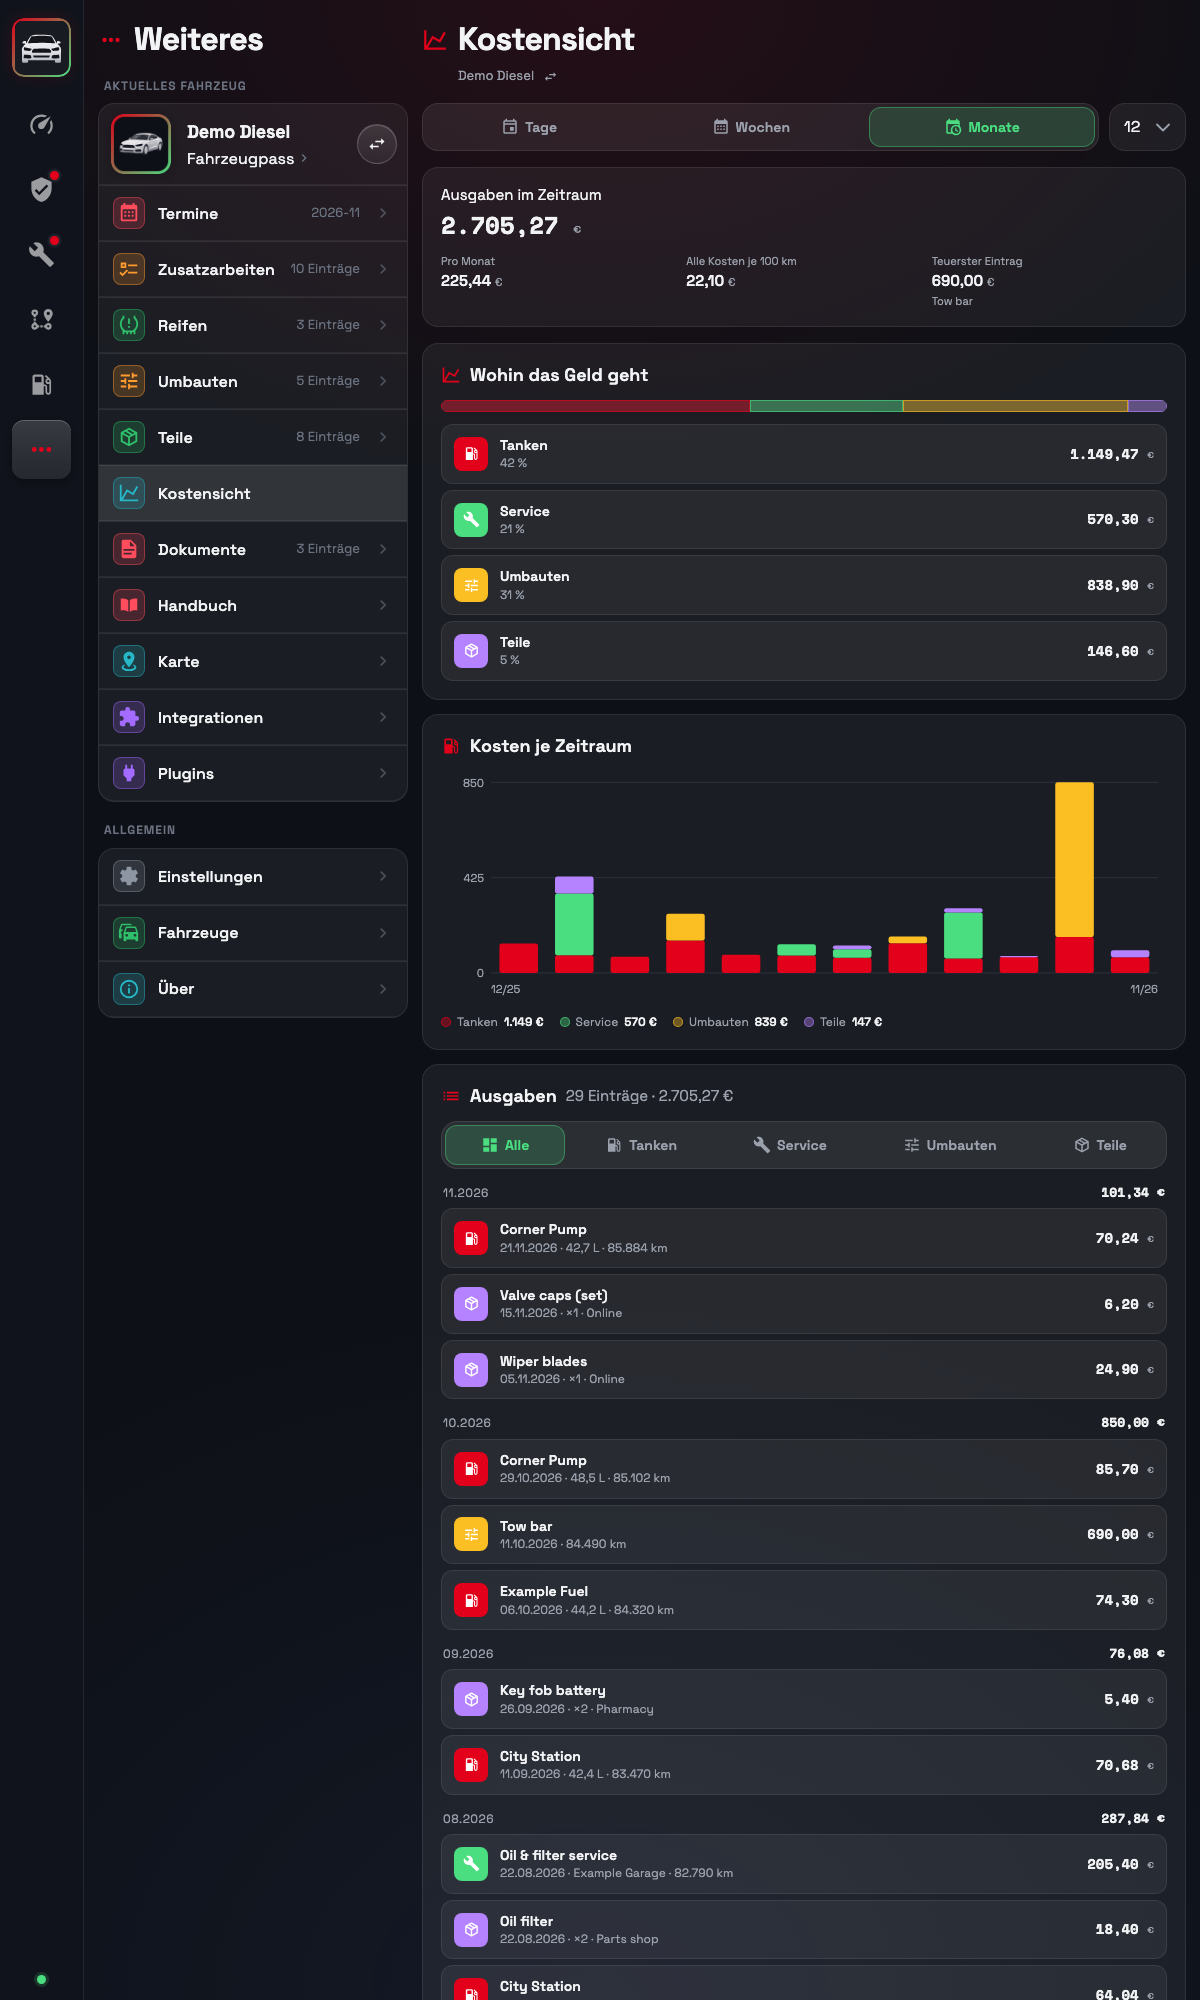 Weiteres
AKTUELLES FAHRZEUG
Demo Diesel
Fahrzeugpass
Termine 2026-11
Zusatzarbeiten 10 Einträge
Reifen 3 Einträge
Umbauten 5 Einträge
Teile 8 Einträge
Kostensicht
Dokumente 3 Einträge
Handbuch
Karte
Integrationen
Plugins
ALLGEMEIN
Einstellungen
Fahrzeuge
Über
Kostensicht
Demo Diesel
Tage Wochen Monate 12
Ausgaben im Zeitraum
2.705,27 €
Pro Monat Alle Kosten je 100 km Teuerster Eintrag
225,44 € 22,10 € 690,00 €
Tow bar
Wohin das Geld geht
Tanken
42 %
1.149,47 €
Service
21 %
570,30 €
Umbauten
31 %
838,90 €
Teile
5 %
146,60 €
Kosten je Zeitraum
850
425
0
12/25 11/26
Tanken 1.149 € Service 570 € Umbauten 839 € Teile 147 €
Ausgaben 29 Einträge · 2.705,27 €
Alle Tanken Service Umbauten Teile
11.2026 101,34 €
Corner Pump
21.11.2026 · 42,7 L · 85.884 km
70,24 €
Valve caps (set)
15.11.2026 · ×1 · Online
6,20 €
Wiper blades
05.11.2026 · ×1 · Online
24,90 €
10.2026 850,00 €
Corner Pump
29.10.2026 · 48,5 L · 85.102 km
85,70 €
Tow bar
11.10.2026 · 84.490 km
690,00 €
Example Fuel
06.10.2026 · 44,2 L · 84.320 km
74,30 €
09.2026 76,08 €
Key fob battery
26.09.2026 · ×2 · Pharmacy
5,40 €
City Station
11.09.2026 · 42,4 L · 83.470 km
70,68 €
08.2026 287,84 €
Oil & filter service
22.08.2026 · Example Garage · 82.790 km
205,40 €
Oil filter
22.08.2026 · ×2 · Parts shop
18,40 €
City Station
64,04 €